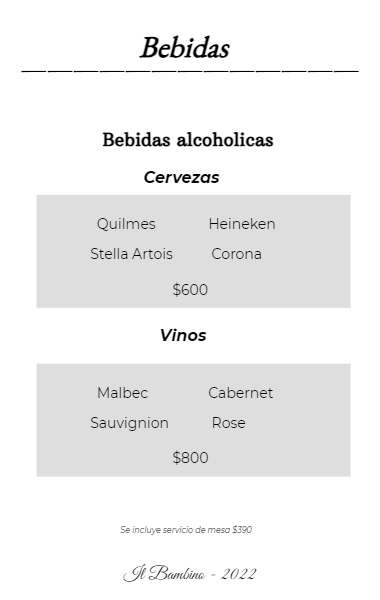 Bebidas
Bebidas alcoholicas
Cervezas
Quilmes Heineken
Stella Artois Corona
$600
Vinos
Malbec Cabernet
Sauvignion Rose
$800
Se incluye servicio de mesa $390
Il Bambino - 2022